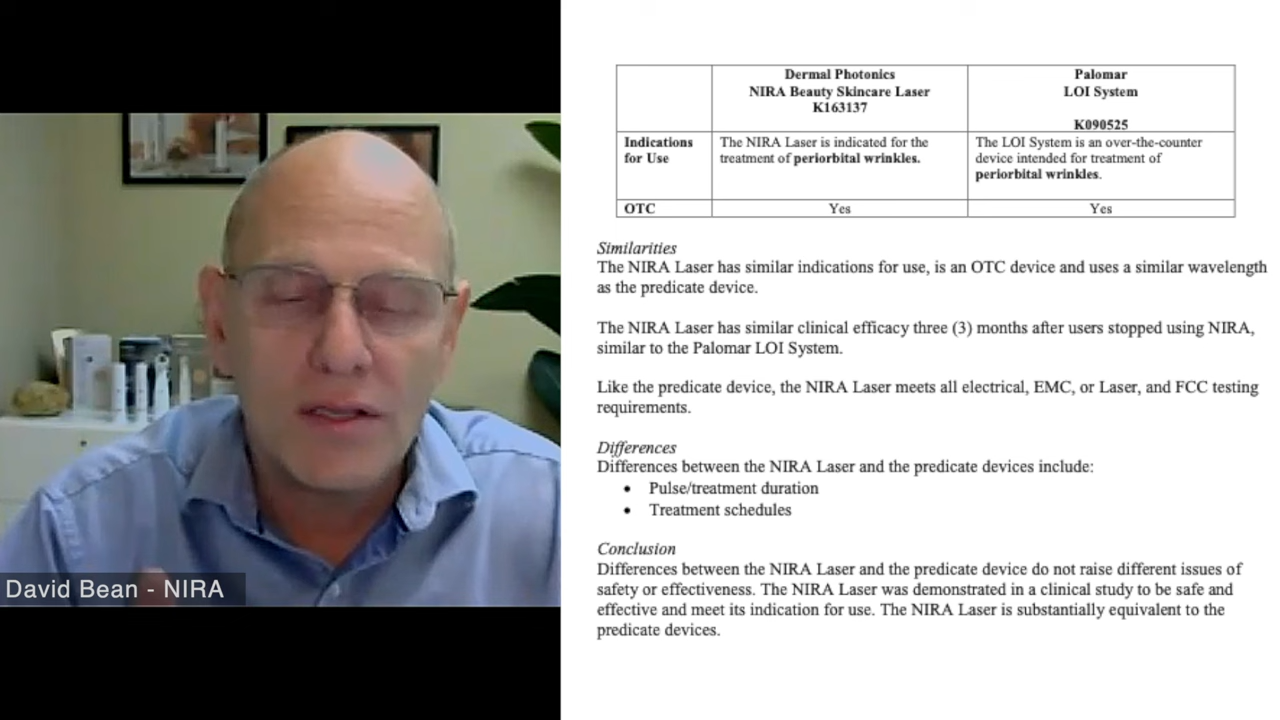 David Bean - NIRA
Dermal Photonics
NIRA Beauty Skincare Laser
K163137
Palomar
LOI System
K090525
Indications
for Use
The NIRA Laser is indicated for the
treatment of periorbital wrinkles.
The LOI System is an over-the-counter
device intended for treatment of
periorbital wrinkles.
OTC
Yes
Yes
Similarities
The NIRA Laser has similar indications for use, is an OTC device and uses a similar wavelength
as the predicate device.
The NIRA Laser has similar clinical efficacy three (3) months after users stopped using NIRA,
similar to the Palomar LOI System.
Like the predicate device, the NIRA Laser meets all electrical, EMC, or Laser, and FCC testing
requirements.
Differences
Differences between the NIRA Laser and the predicate devices include:
• Pulse/treatment duration
• Treatment schedules
Conclusion
Differences between the NIRA Laser and the predicate device do not raise different issues of
safety or effectiveness. The NIRA Laser was demonstrated in a clinical study to be safe and
effective and meet its indication for use. The NIRA Laser is substantially equivalent to the
predicate devices.